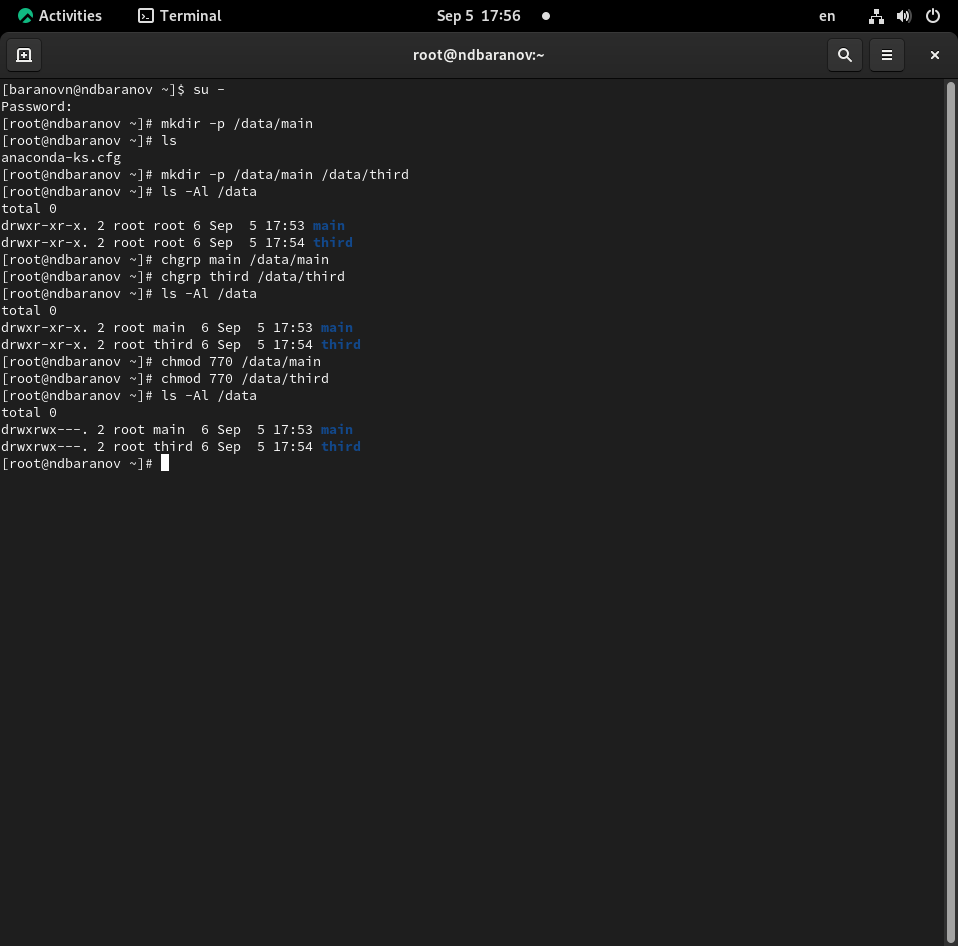 Activities Terminal Sep 5 17:56 en
root@ndbaranov:~
[baranovn@ndbaranov ~]$ su -
Password:
[root@ndbaranov ~]# mkdir -p /data/main
[root@ndbaranov ~]# ls
anaconda-ks.cfg
[root@ndbaranov ~]# mkdir -p /data/main /data/third
[root@ndbaranov ~]# ls -Al /data
total 0
drwxr-xr-x. 2 root root 6 Sep  5 17:53 main
drwxr-xr-x. 2 root root 6 Sep  5 17:54 third
[root@ndbaranov ~]# chgrp main /data/main
[root@ndbaranov ~]# chgrp third /data/third
[root@ndbaranov ~]# ls -Al /data
total 0
drwxr-xr-x. 2 root main  6 Sep  5 17:53 main
drwxr-xr-x. 2 root third 6 Sep  5 17:54 third
[root@ndbaranov ~]# chmod 770 /data/main
[root@ndbaranov ~]# chmod 770 /data/third
[root@ndbaranov ~]# ls -Al /data
total 0
drwxrwx---. 2 root main  6 Sep  5 17:53 main
drwxrwx---. 2 root third 6 Sep  5 17:54 third
[root@ndbaranov ~]#